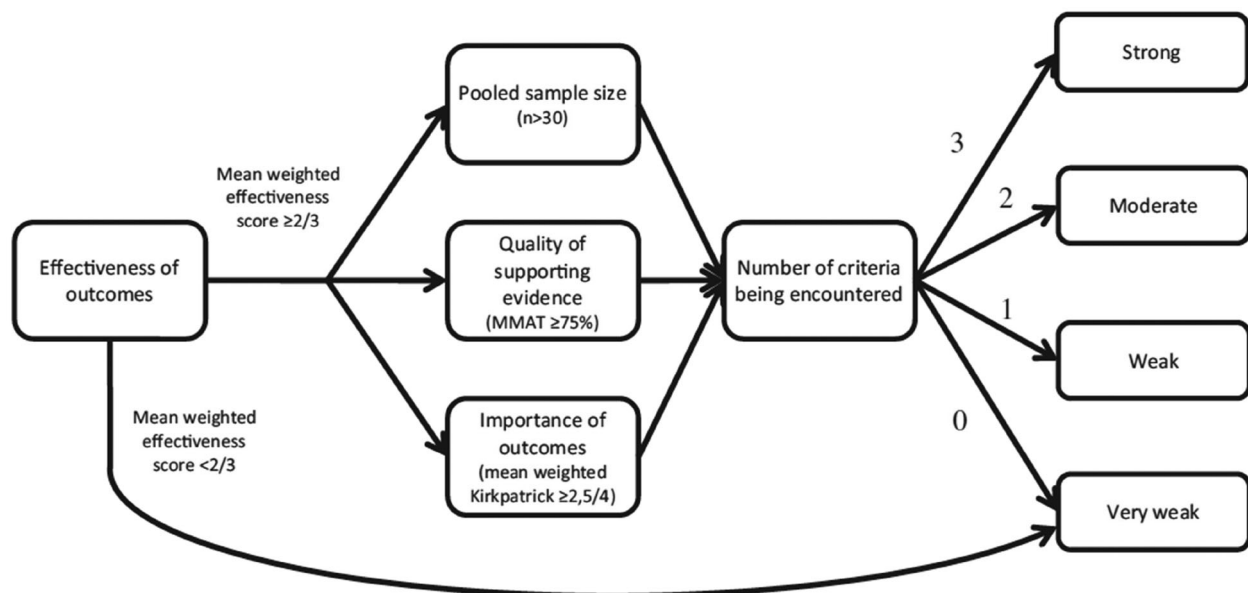 Effectiveness of
outcomes
Mean weighted
effectiveness
score ≥2/3
Mean weighted
effectiveness
score <2/3
Pooled sample size
(n>30)
Quality of
supporting
evidence
(MMAT ≥75%)
Importance of
outcomes
(mean weighted
Kirkpatrick ≥2,5/4)
Number of criteria
being encountered
3
2
1
0
Strong
Moderate
Weak
Very weak